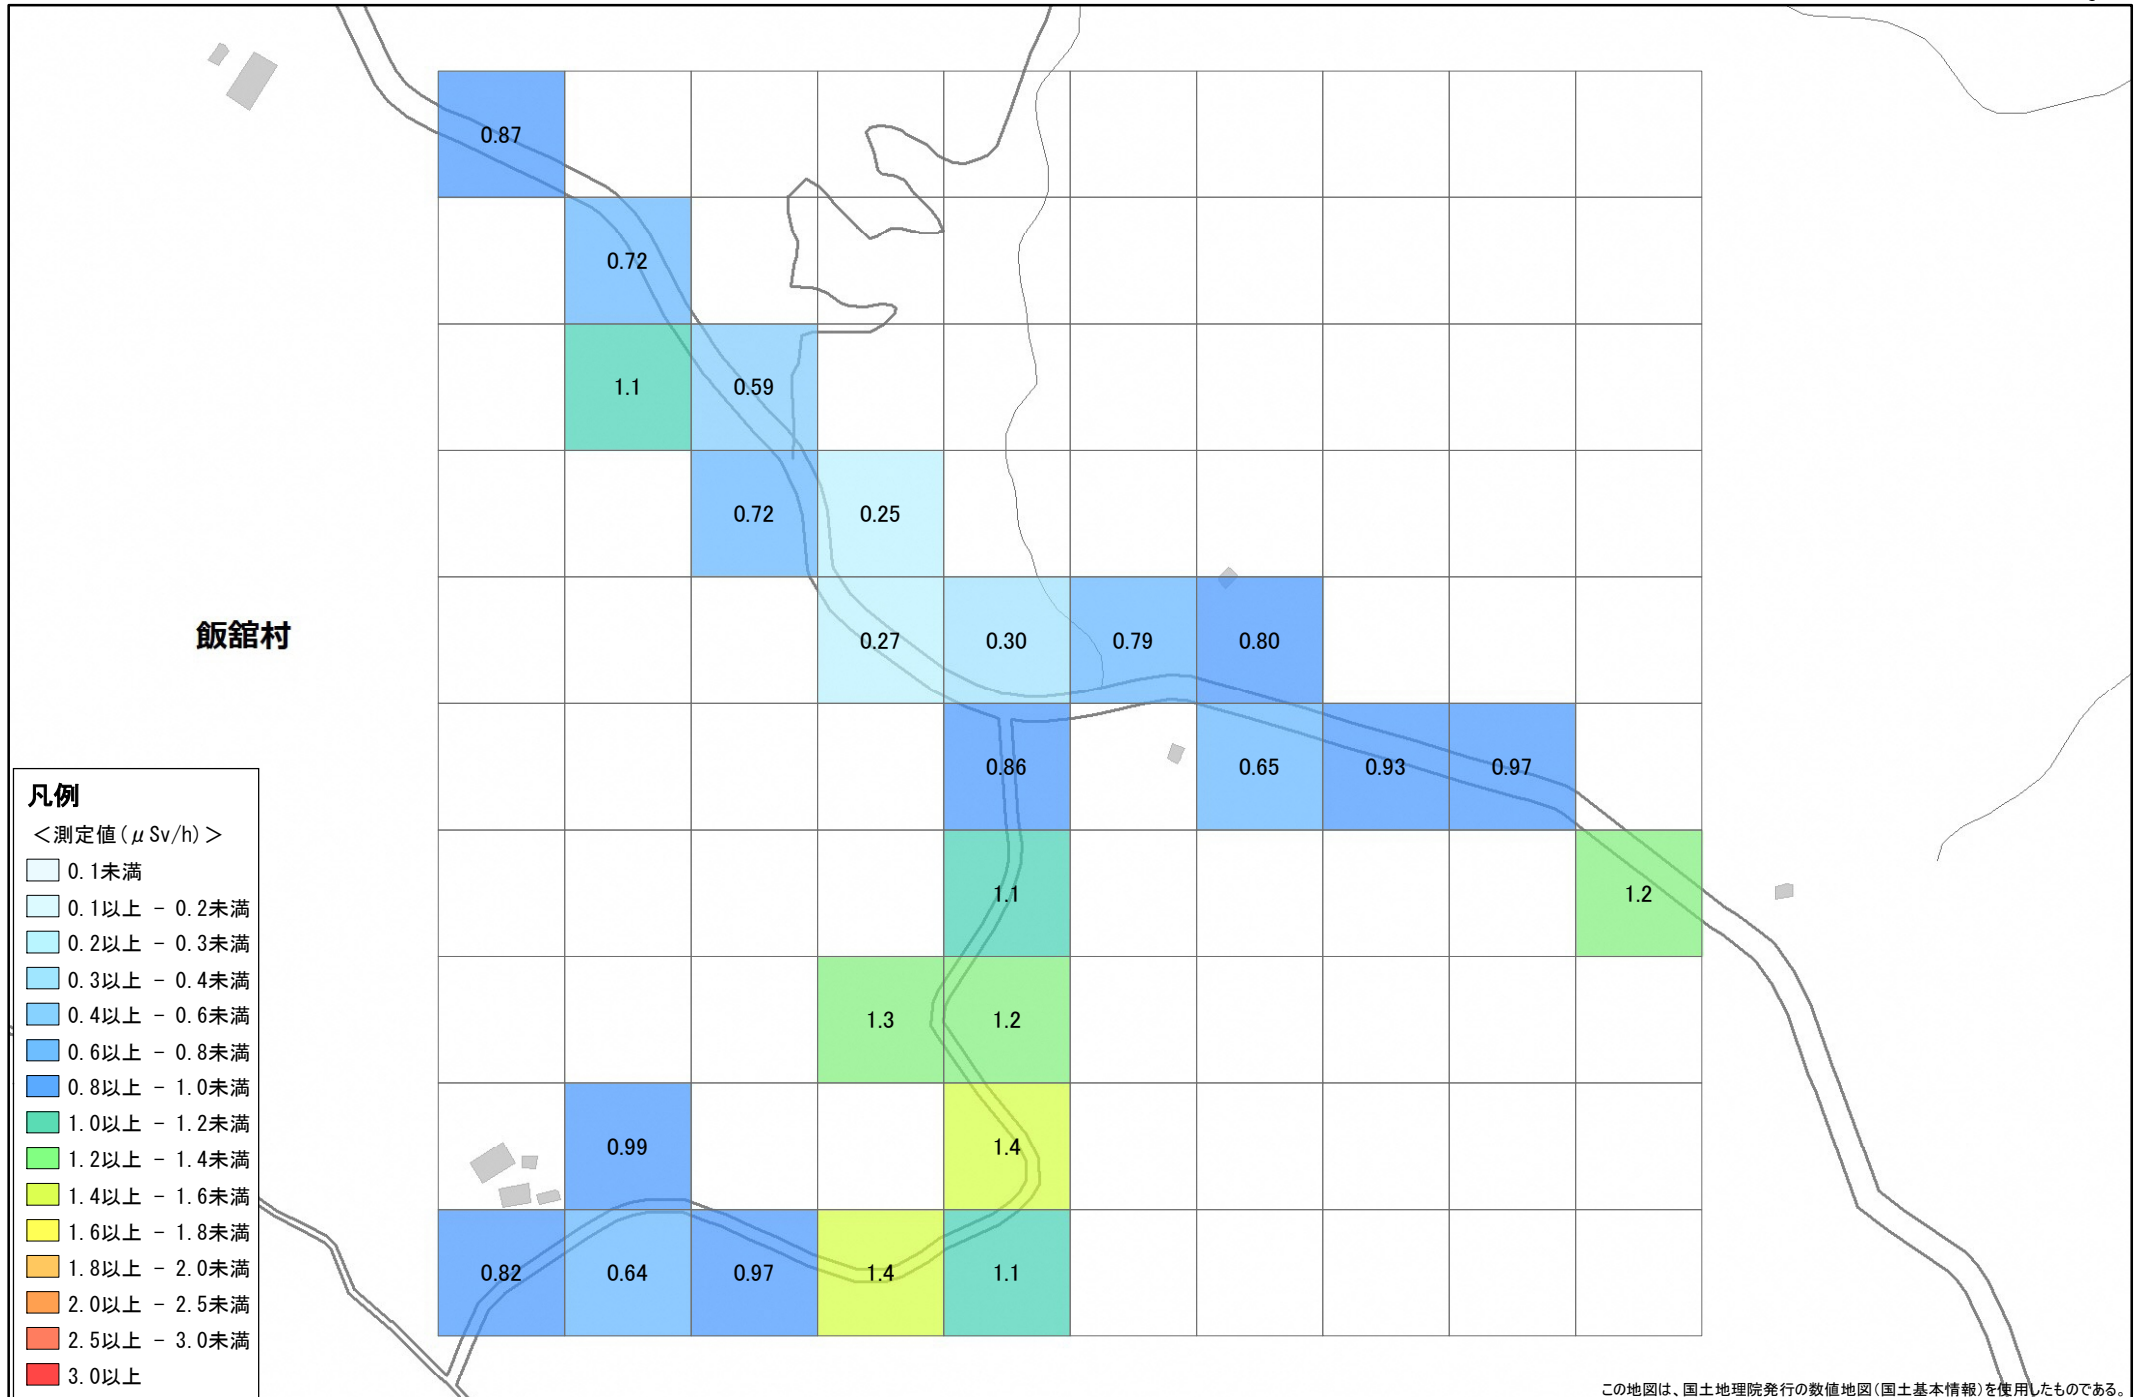 0.87
0.72
1.1 0.59
0.72 0.25
0.27 0.30 0.79 0.80
飯舘村
0.86 0.65 0.93 0.97
1.1 1.2
1.3 1.2
0.99 1.4
0.82 0.64 0.97 1.4 1.1
凡例
＜測定値(μSv/h)＞
0.1未満
0.1以上 － 0.2未満
0.2以上 － 0.3未満
0.3以上 － 0.4未満
0.4以上 － 0.6未満
0.6以上 － 0.8未満
0.8以上 － 1.0未満
1.0以上 － 1.2未満
1.2以上 － 1.4未満
1.4以上 － 1.6未満
1.6以上 － 1.8未満
1.8以上 － 2.0未満
2.0以上 － 2.5未満
2.5以上 － 3.0未満
3.0以上
この地図は、国土地理院発行の数値地図(国土基本情報)を使用したものである。